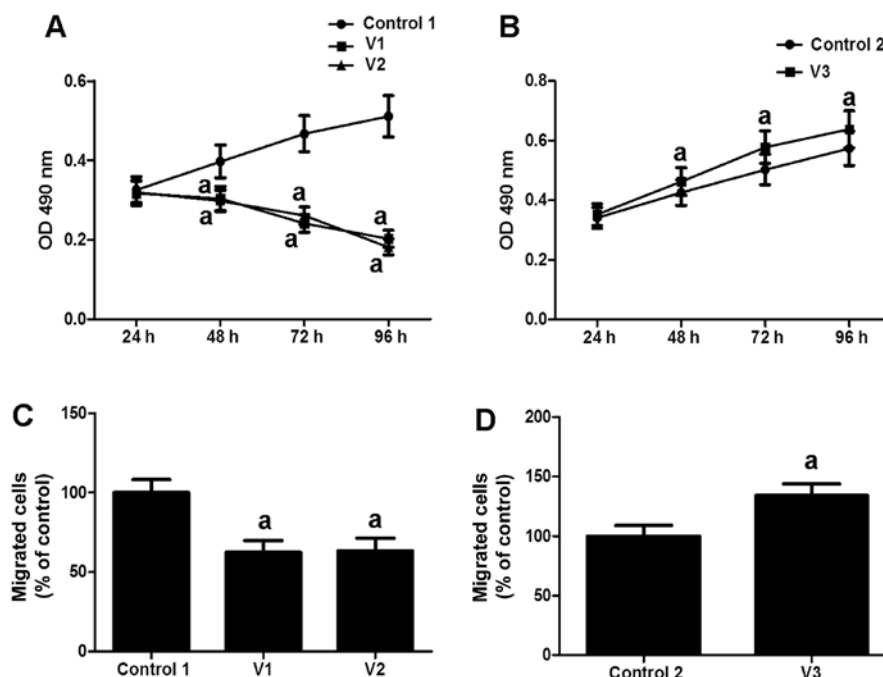 A
Control 1
V1
V2
OD 490 nm
0.6
0.4
0.2
0.0
a
a
a
a
a
a
24 h
48 h
72 h
96 h
B
Control 2
V3
OD 490 nm
0.8
0.6
0.4
0.2
0.0
a
a
a
24 h
48 h
72 h
96 h
C
Migrated cells
(% of control)
150
100
50
0
a
a
Control 1
V1
V2
D
Migrated cells
(% of control)
200
150
100
50
0
a
Control 2
V3